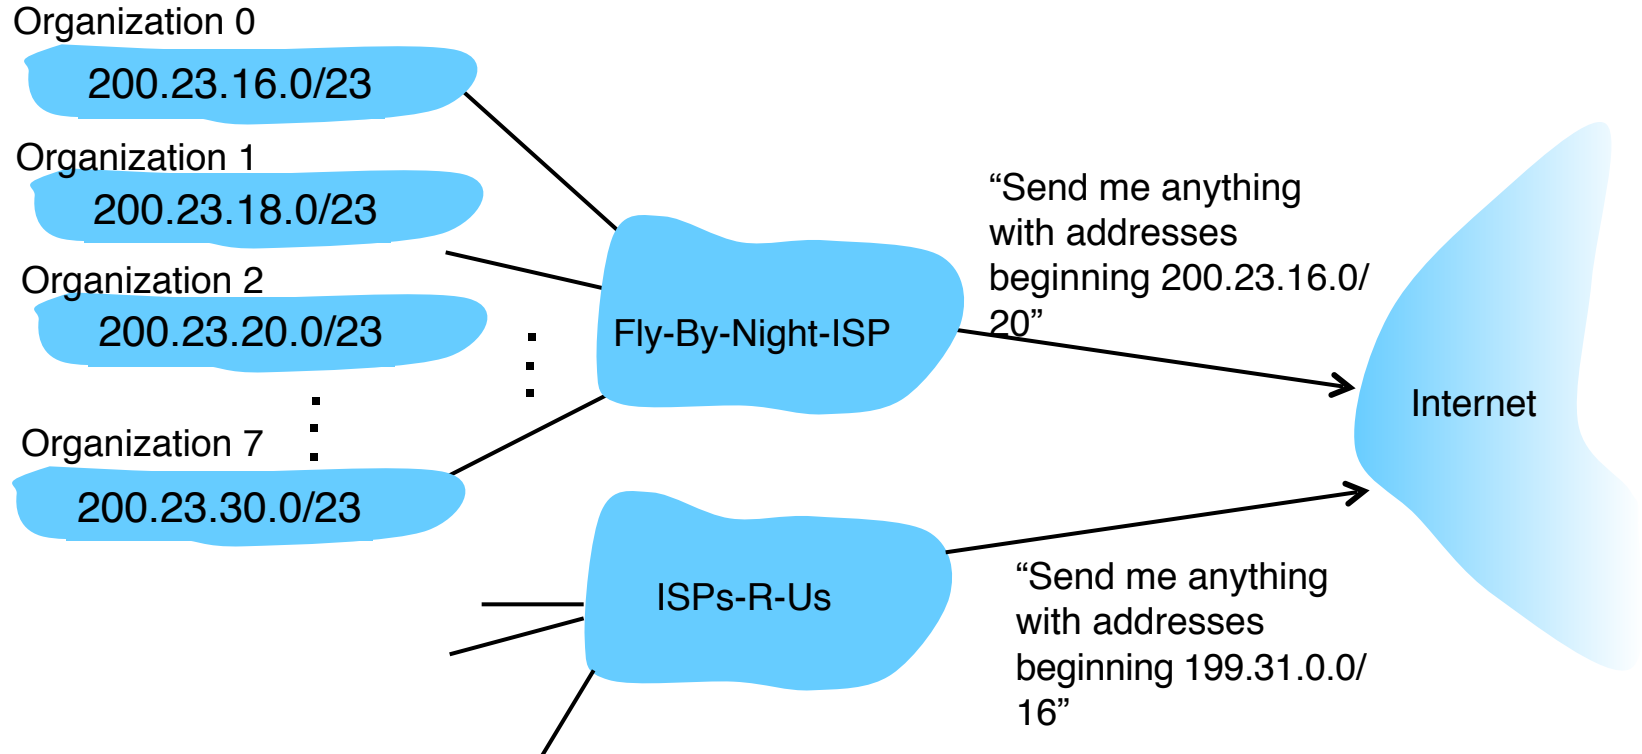 Organization 0
200.23.16.0/23
Organization 1
200.23.18.0/23
Organization 2
200.23.20.0/23
Organization 7
200.23.30.0/23
Fly-By-Night-ISP
“Send me anything
with addresses
beginning 200.23.16.0/
20”
Internet
ISPs-R-Us
“Send me anything
with addresses
beginning 199.31.0.0/
16”